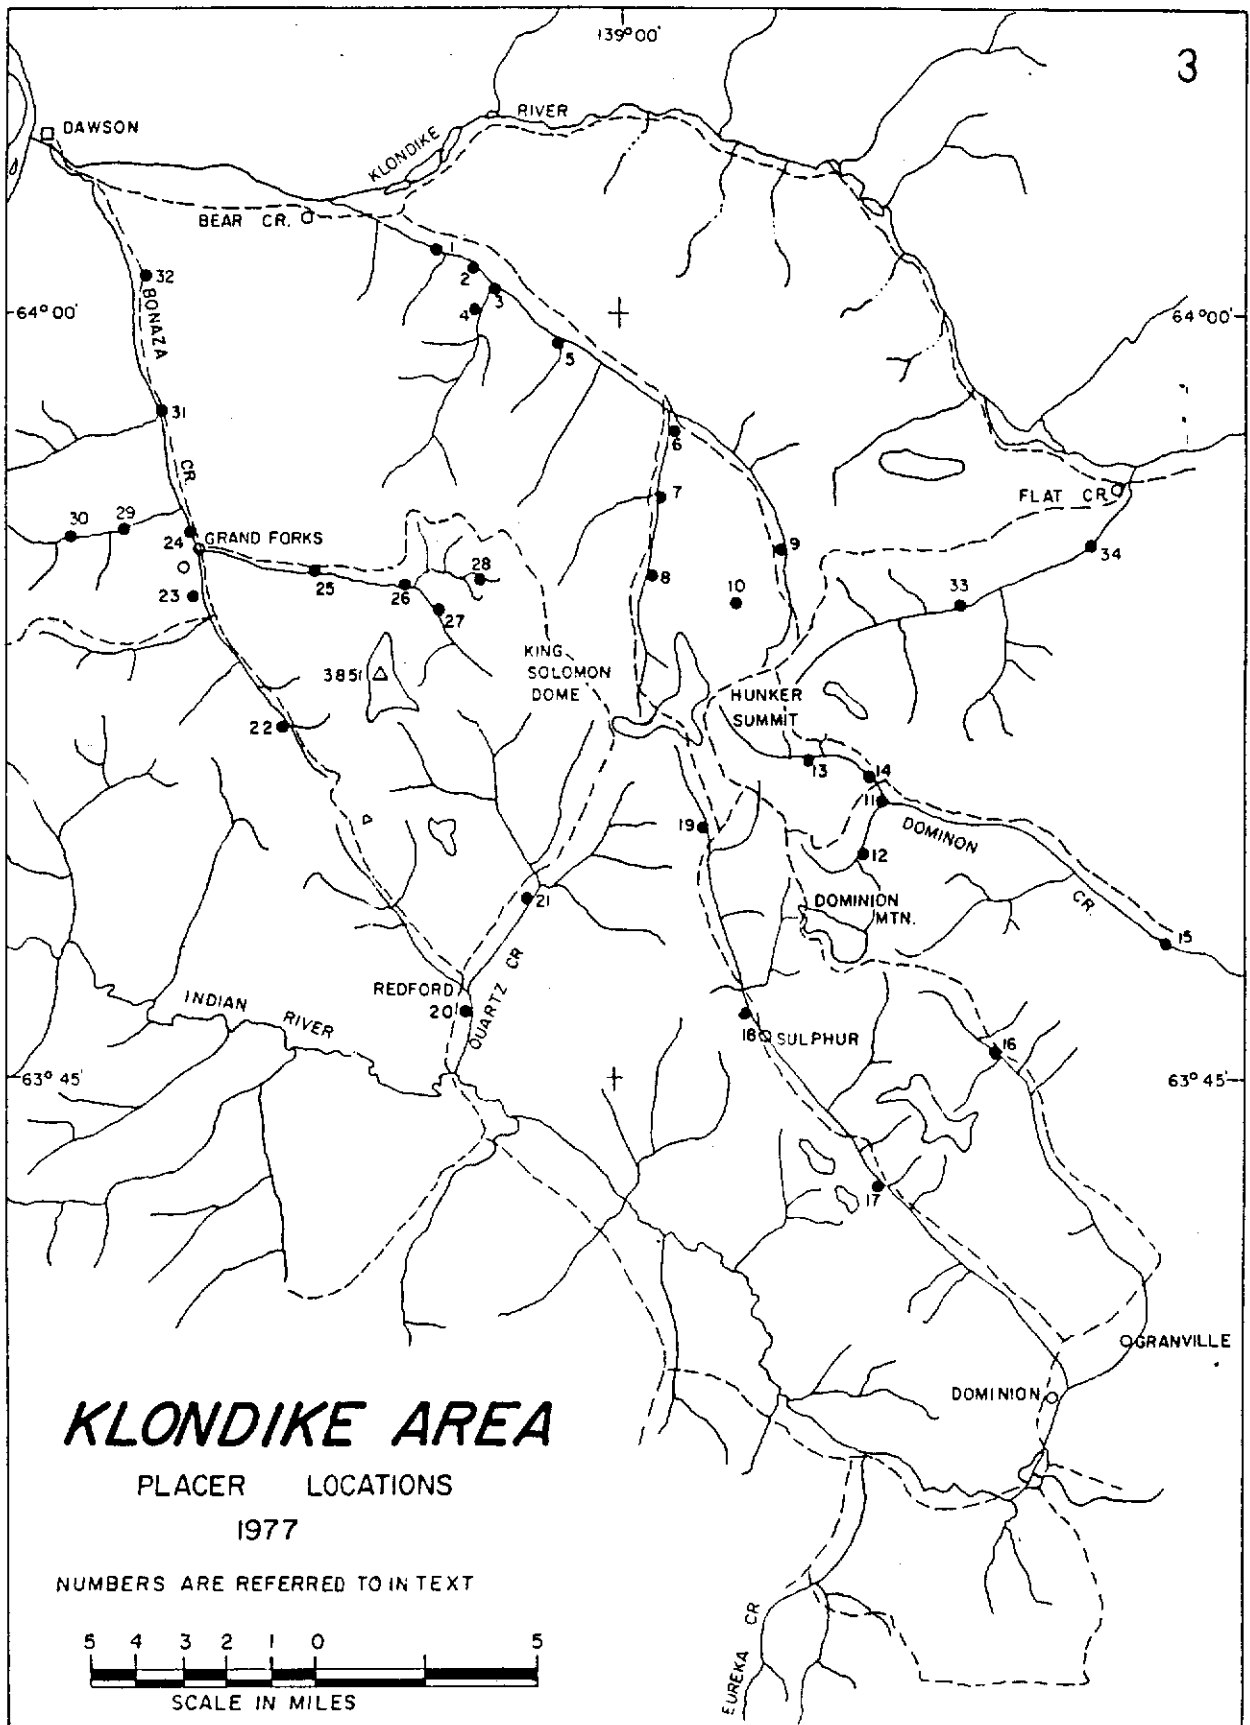 139°00'
3
DAWSON
KLONDIKE RIVER
BEAR CR.
1
2
3
4
5
32
BONAZA CR.
64°00'
64°00'
31
6
7
FLAT CR.
30
29
24
GRAND FORKS
9
34
25
28
8
23
26
27
10
33
3851
KING
SOLOMON
DOME
HUNKER
SUMMIT
22
13
14
11
19
DOMINON CR.
12
21
DOMINION
MTN.
15
REDFORD
20
QUARTZ CR
INDIAN RIVER
18
SULPHUR
16
63°45'
63°45'
17
GRANVILLE
DOMINION
KLONDIKE AREA
PLACER LOCATIONS
1977
NUMBERS ARE REFERRED TO IN TEXT
EUREKA CR
5 4 3 2 1 0 5
SCALE IN MILES